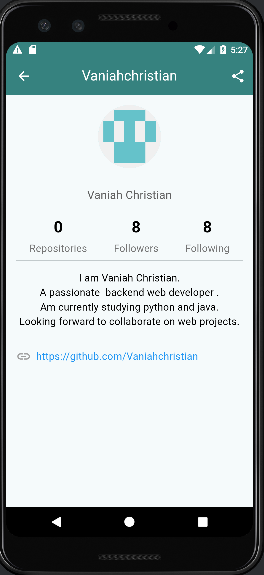 5:27
Vaniahchristian
Vaniah Christian
0 8 8
Repositories Followers Following
I am Vaniah Christian.
A passionate backend web developer .
Am currently studying python and java.
Looking forward to collaborate on web projects.
https://github.com/Vaniahchristian